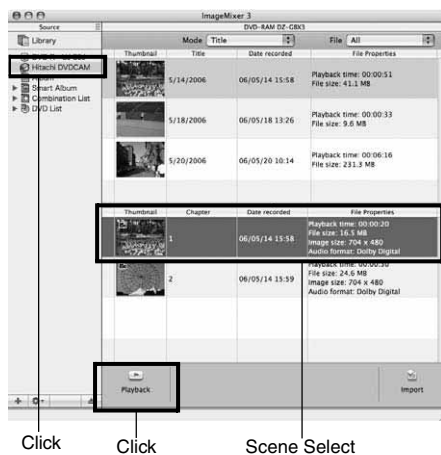 ImageMixer 3
Source
DVD-RAM DZ-GBX3
Library
Mode Title
File All
Thumbnail Title Date recorded File Properties
Hitachi DVDCAM
Smart Album
Combination List
DVD List
5/14/2006 06/05/14 15:58 Playback time: 00:00:51
File size: 41.1 MB
5/18/2006 06/05/18 13:26 Playback time: 00:00:33
File size: 9.6 MB
5/20/2006 06/05/20 10:14 Playback time: 00:06:16
File size: 231.3 MB
Thumbnail Chapter Date recorded File Properties
1 06/05/14 15:58 Playback time: 00:00:20
File size: 16.5 MB
Image size: 704 x 480
Audio format: Dolby Digital
2 06/05/14 15:59 Playback time: 00:00:30
File size: 24.6 MB
Image size: 704 x 480
Audio format: Dolby Digital
Playback
Import
Click
Click
Scene Select